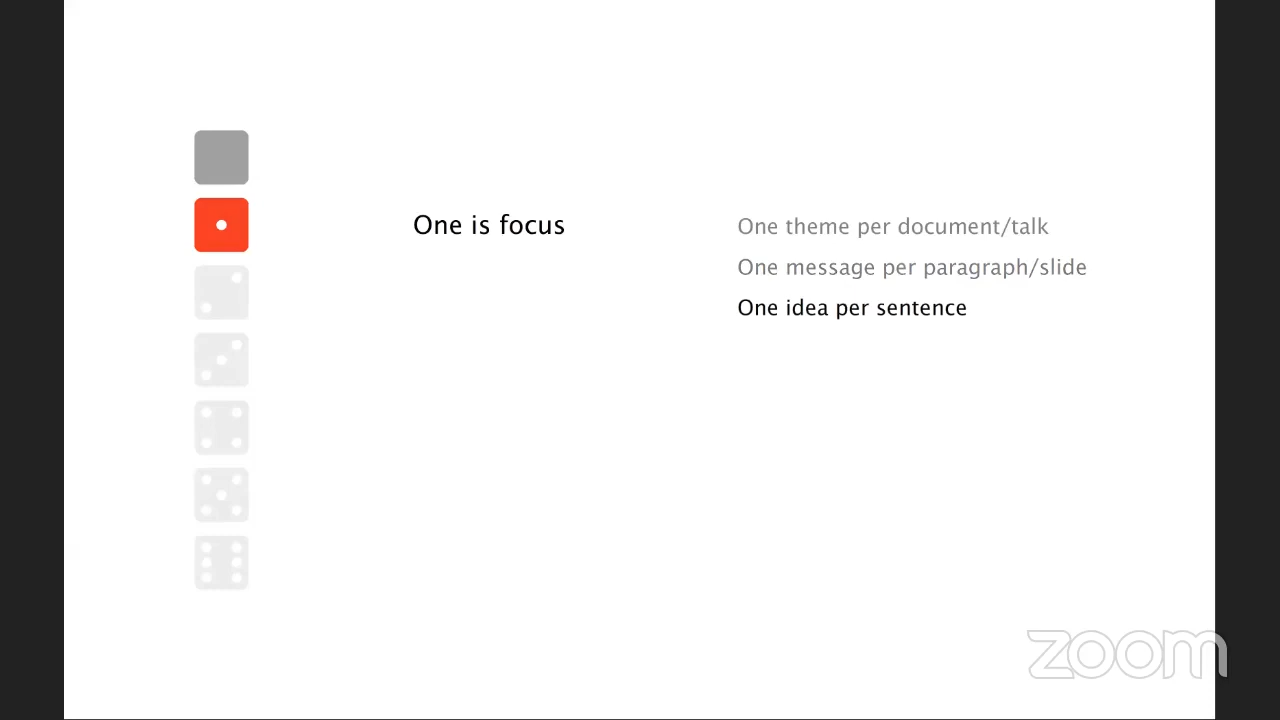 One is focus
One theme per document/talk
One message per paragraph/slide
One idea per sentence
zoom